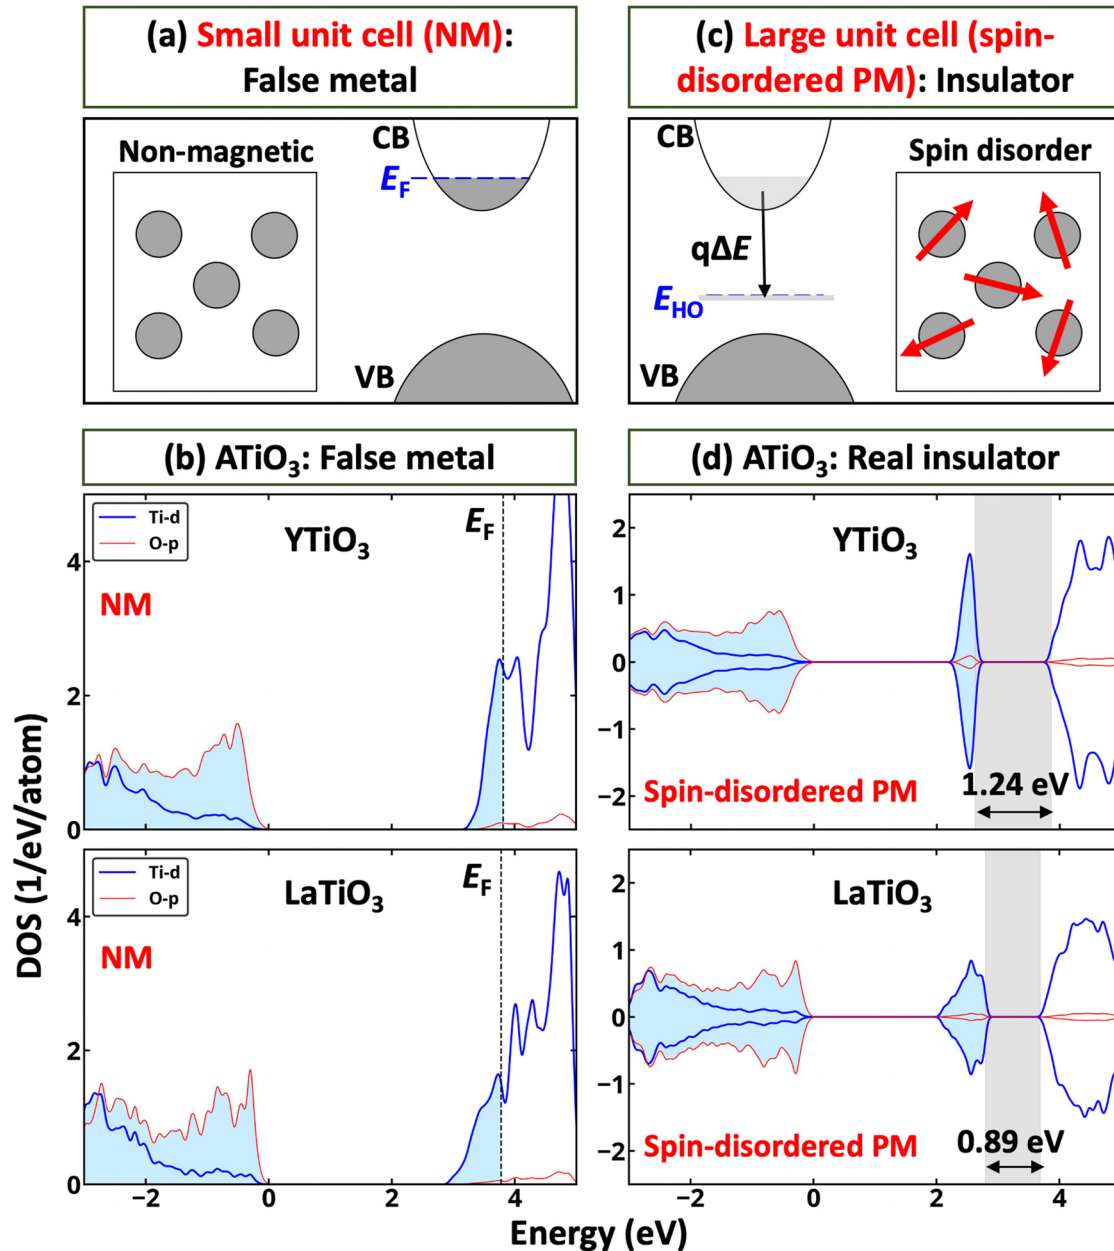 (a) Small unit cell (NM):
False metal
Non-magnetic
CB
E_F
VB
(c) Large unit cell (spin-
disordered PM): Insulator
CB
Spin disorder
qΔE
E_HO
VB
(b) ATiO₃: False metal
Ti-d
O-p
YTiO₃
E_F
NM
4
2
0
Ti-d
O-p
LaTiO₃
E_F
NM
4
2
0
−2
0
2
4
(d) ATiO₃: Real insulator
YTiO₃
2
1
0
−1
−2
Spin-disordered PM
1.24 eV
LaTiO₃
2
1
0
−1
−2
Spin-disordered PM
0.89 eV
−2
0
2
4
DOS (1/eV/atom)
Energy (eV)